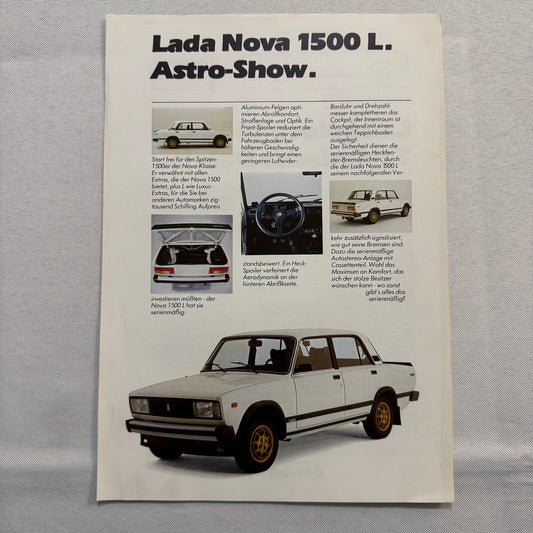 Lada Nova 1500 L.
Astro-Show.
Start frei für den Spitzen-
1500er der Nova-Klasse.
Er verwöhnt mit allen
Extras, die der Nova 1500
bietet, plus L wie Luxus-
Extras, für die Sie bei
anderen Automarken zig-
tausend Schilling Aufpreis
investieren müßten - der
Nova 1500 L hat sie
serienmäßig:
Aluminium-Felgen opti-
mieren Abrollkomfort,
Straßenlage und Optik. Ein
Front-Spoiler reduziert die
Turbulenzen unter dem
Fahrzeugboden bei
höheren Geschwindig-
keiten und bringt einen
geringeren Luftwider-
standsbeiwert. Ein Heck-
Spoiler verfeinert die
Aerodynamik an der
hinteren Abrißkante.
Borduhr und Drehzahl-
messer komplettieren das
Cockpit, der Innenraum ist
durchgehend mit einem
weichen Teppichboden
ausgelegt.
Der Sicherheit dienen die
serienmäßigen Heckfen-
ster-Bremsleuchten, durch
die der Lada Nova 1500 L
seinem nachfolgenden Ver-
kehr zusätzlich signalisiert,
wie gut seine Bremsen sind.
Dazu die serienmäßige
Autostereo-Anlage mit
Cassettenteil. Wohl das
Maximum an Komfort, das
sich der stolze Besitzer
wünschen kann - wo sonst
gibt's alles das
serienmäßig?